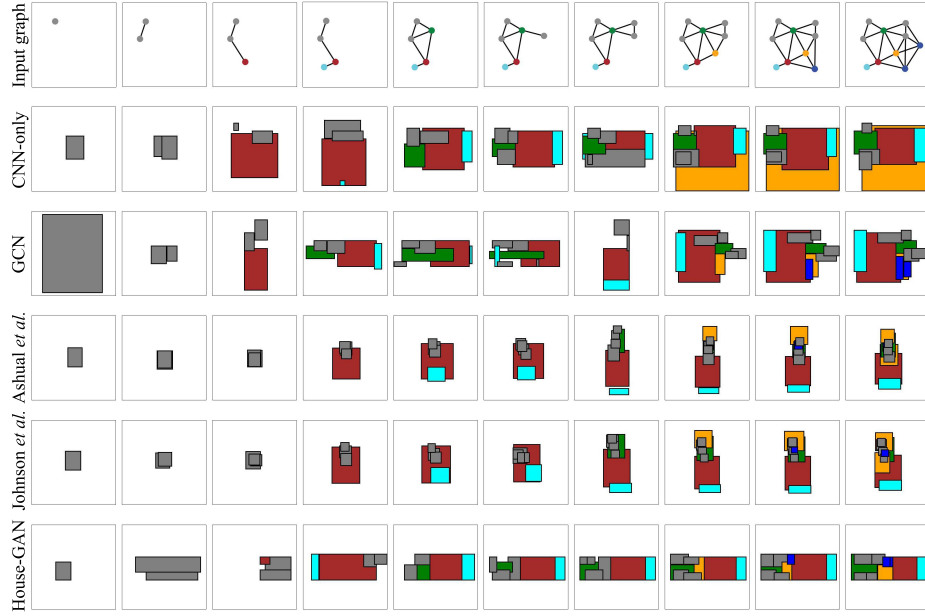 Input graph
CNN-only
GCN
Ashual et al.
Johnson et al.
House-GAN